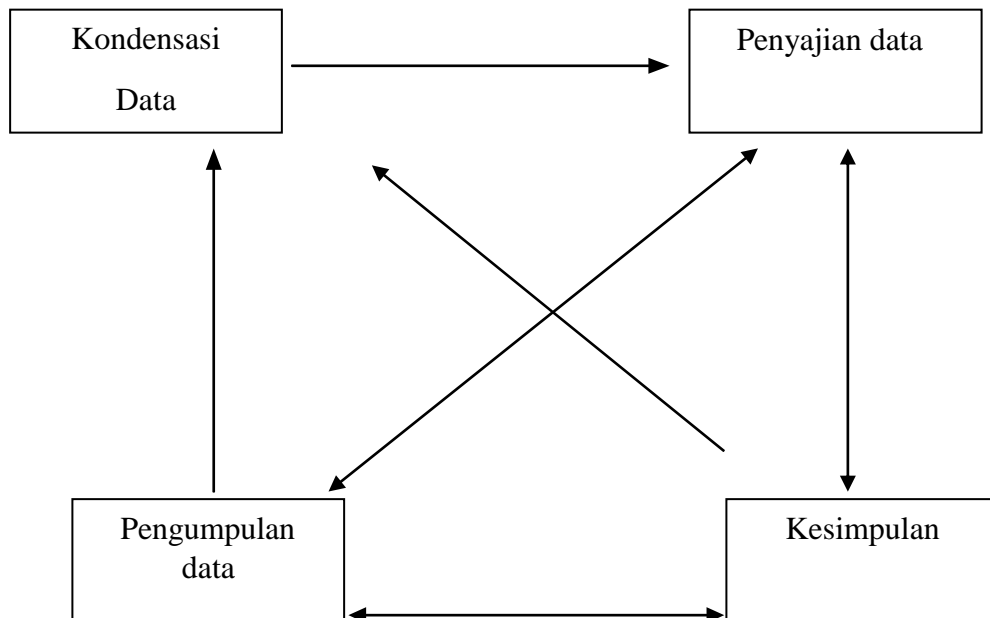 Kondensasi
Data
Penyajian data
Pengumpulan
data
Kesimpulan